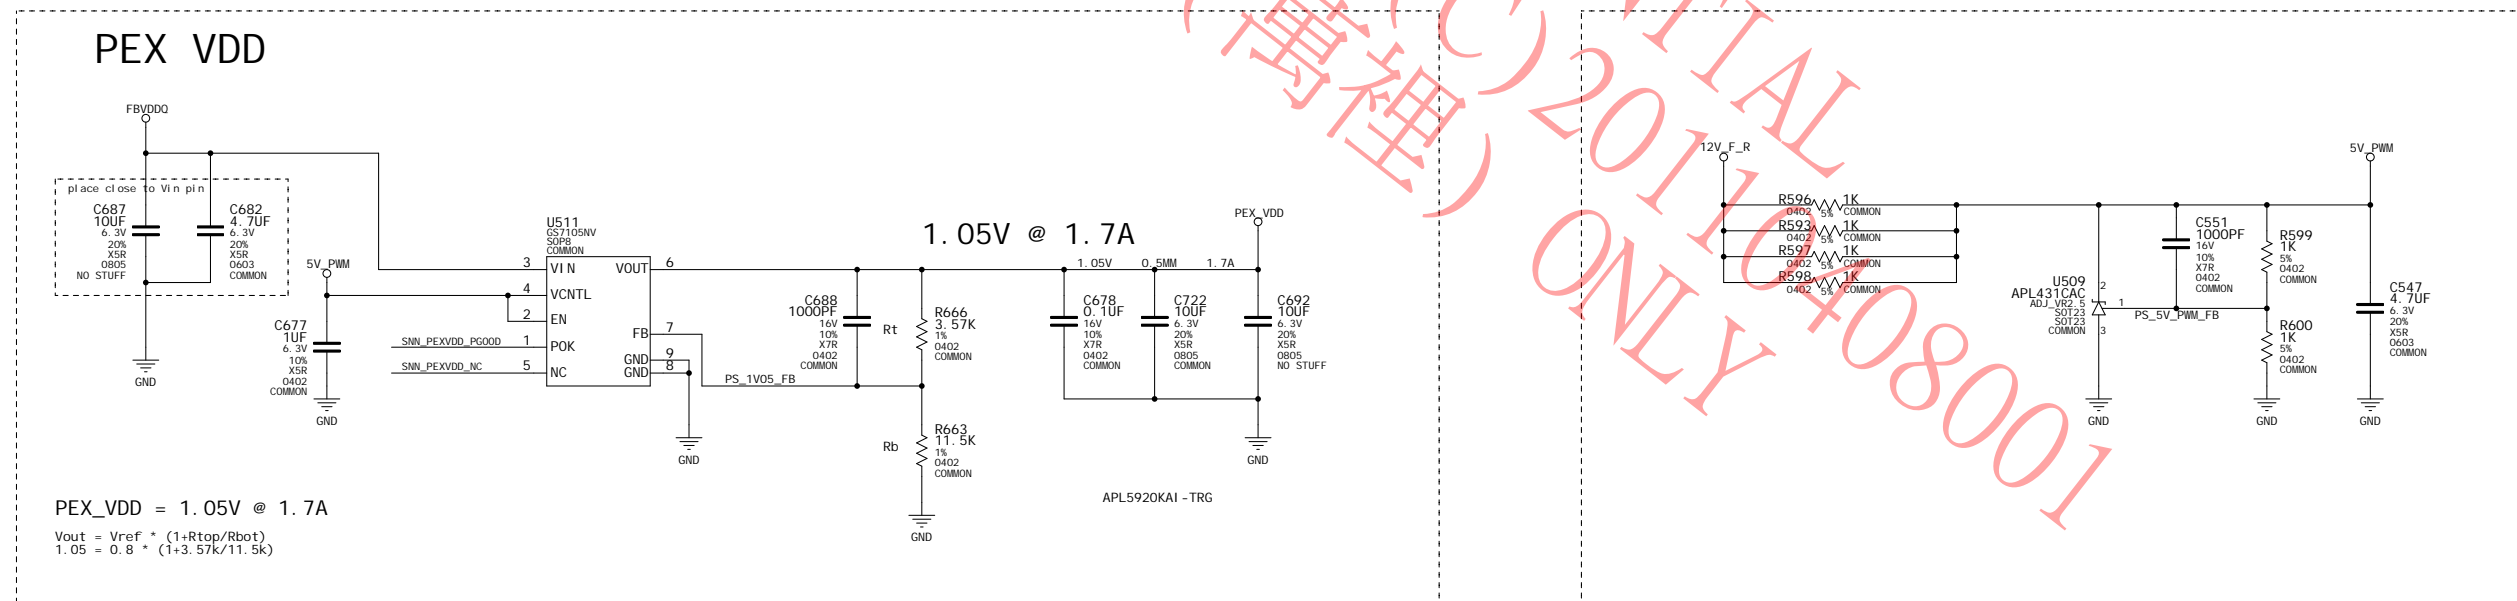 PEX VDD
FBVDDQ
place close to Vin pin
C687
10UF
6.3V
20%
X5R
0805
NO STUFF
C682
4.7UF
6.3V
20%
X5R
0603
COMMON
5V_PWM
C677
1UF
6.3V
10%
X5R
0402
COMMON
GND
GND
SNN_PEXVDD_PGOOD
SNN_PEXVDD_NC
U511
GS7105NV
SOP8
COMMON
3 VIN VOUT 6
4 VCNTL
2 EN
FB 7
1 POK
GND 9
5 NC GND 8
PS_1V05_FB
GND
C688
1000PF
16V
10%
X7R
0402
COMMON
Rt
R666
3.57K
1%
0402
COMMON
Rb
R663
11.5K
1%
0402
COMMON
GND
1.05V @ 1.7A
PEX_VDD
1.05V 0.5MM 1.7A
C678
0.1UF
16V
10%
X7R
0402
COMMON
C722
10UF
6.3V
20%
X5R
0805
COMMON
C692
10UF
6.3V
20%
X5R
0805
NO STUFF
GND
APL5920KAI-TRG
PEX_VDD = 1.05V @ 1.7A
Vout = Vref * (1+Rtop/Rbot)
1.05 = 0.8 * (1+3.57k/11.5k)
12V_F_R
R596 1K
0402 5% COMMON
R593 1K
0402 5% COMMON
R597 1K
0402 5% COMMON
R598 1K
0402 5% COMMON
5V_PWM
U509
APL431CAC
ADJ_VR2.5
SOT23
SOT23
COMMON
2
1
3
PS_5V_PWM_FB
GND
C551
1000PF
16V
10%
X7R
0402
COMMON
R599
1K
5%
0402
COMMON
R600
1K
5%
0402
COMMON
GND
C547
4.7UF
6.3V
20%
X5R
0603
COMMON
GND
(C)20110408001
ONLY